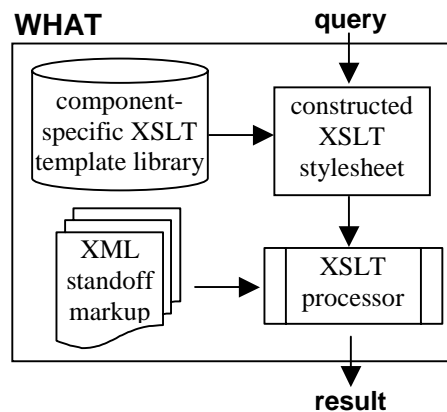 WHAT
query
component-
specific XSLT
template library
constructed
XSLT
stylesheet
XML
standoff
markup
XSLT
processor
result